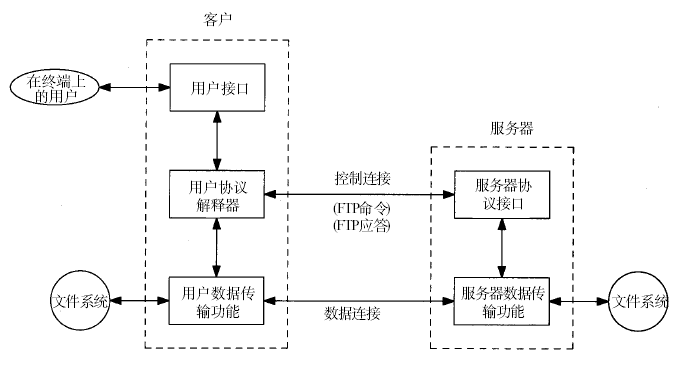 客户
在终端上
的用户
用户接口
服务器
用户协议
解释器
控制连接
(FTP命令)
(FTP应答)
服务器协
议接口
文件系统
用户数据传
输功能
数据连接
服务器数据传
输功能
文件系统